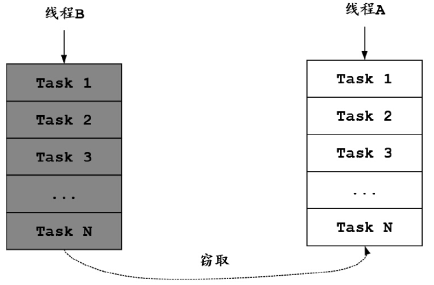 线程B
Task 1
Task 2
Task 3
...
Task N
线程A
Task 1
Task 2
Task 3
...
Task N
窃取